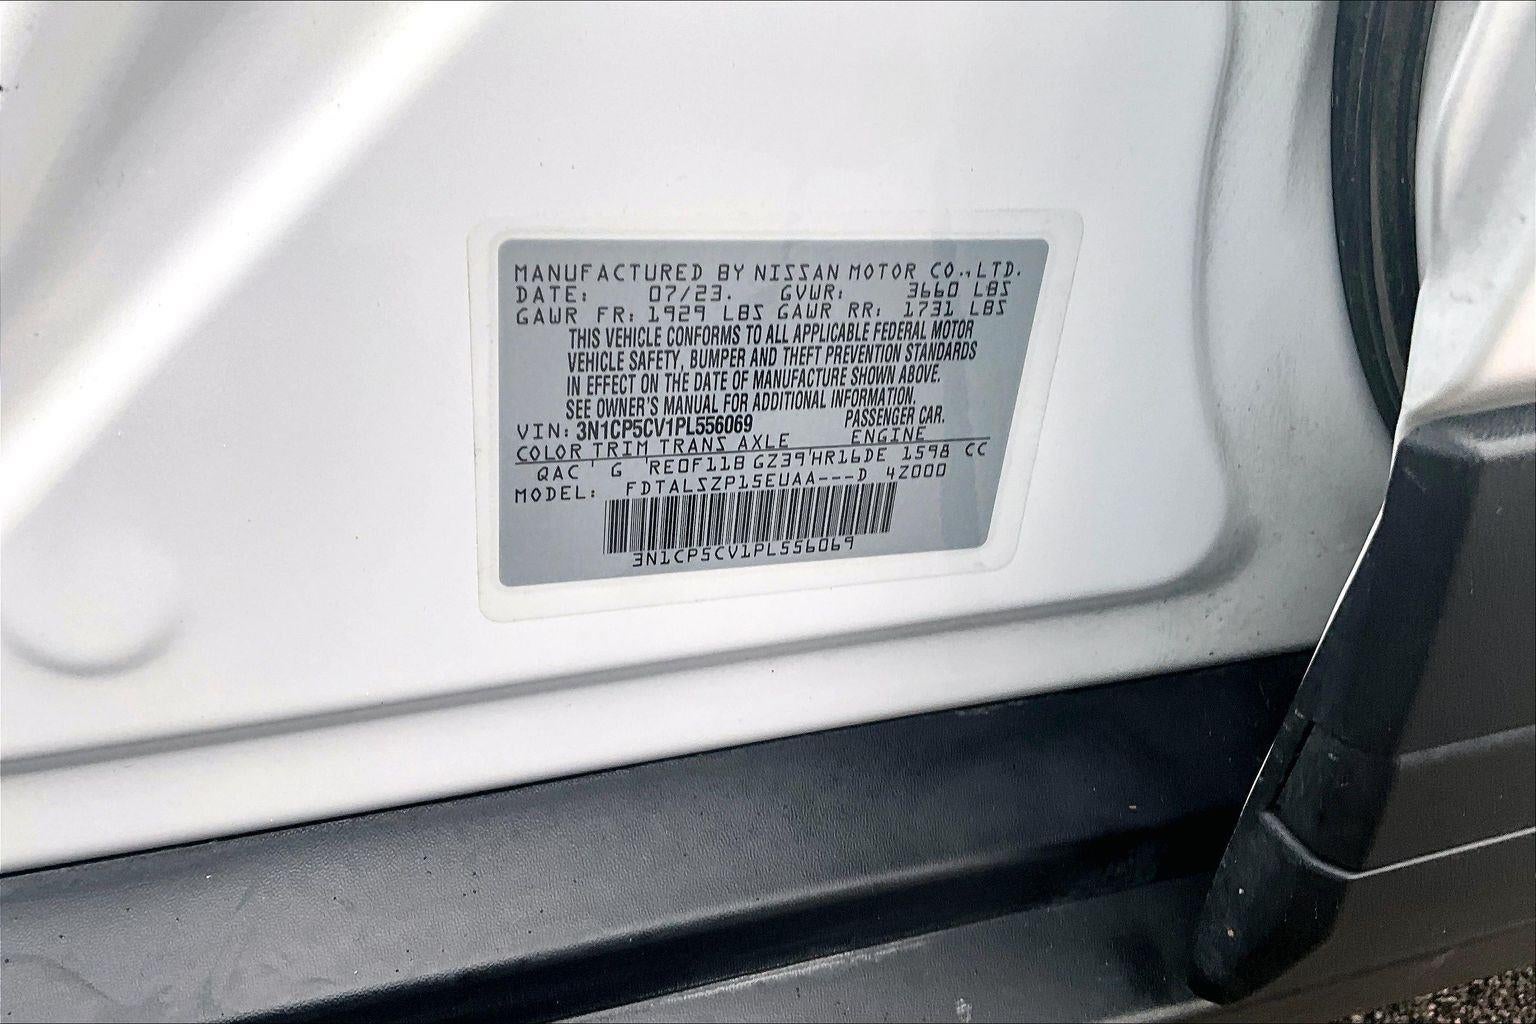 MANUFACTURED BY NISSAN MOTOR CO.,LTD.
DATE: 07/23. GVWR: 3660 LBS
GAWR FR: 1929 LBS GAWR RR: 1731 LBS
THIS VEHICLE CONFORMS TO ALL APPLICABLE FEDERAL MOTOR
VEHICLE SAFETY, BUMPER AND THEFT PREVENTION STANDARDS
IN EFFECT ON THE DATE OF MANUFACTURE SHOWN ABOVE.
SEE OWNER'S MANUAL FOR ADDITIONAL INFORMATION.
VIN: 3N1CP5CV1PL556069 PASSENGER CAR.
COLOR TRIM TRANS AXLE ENGINE
QAC ' G 'RE0F11B GZ39'HR16DE 1598 CC
MODEL: FDTALSZP15EUAA---D 4Z000
3N1CP5CV1PL556069